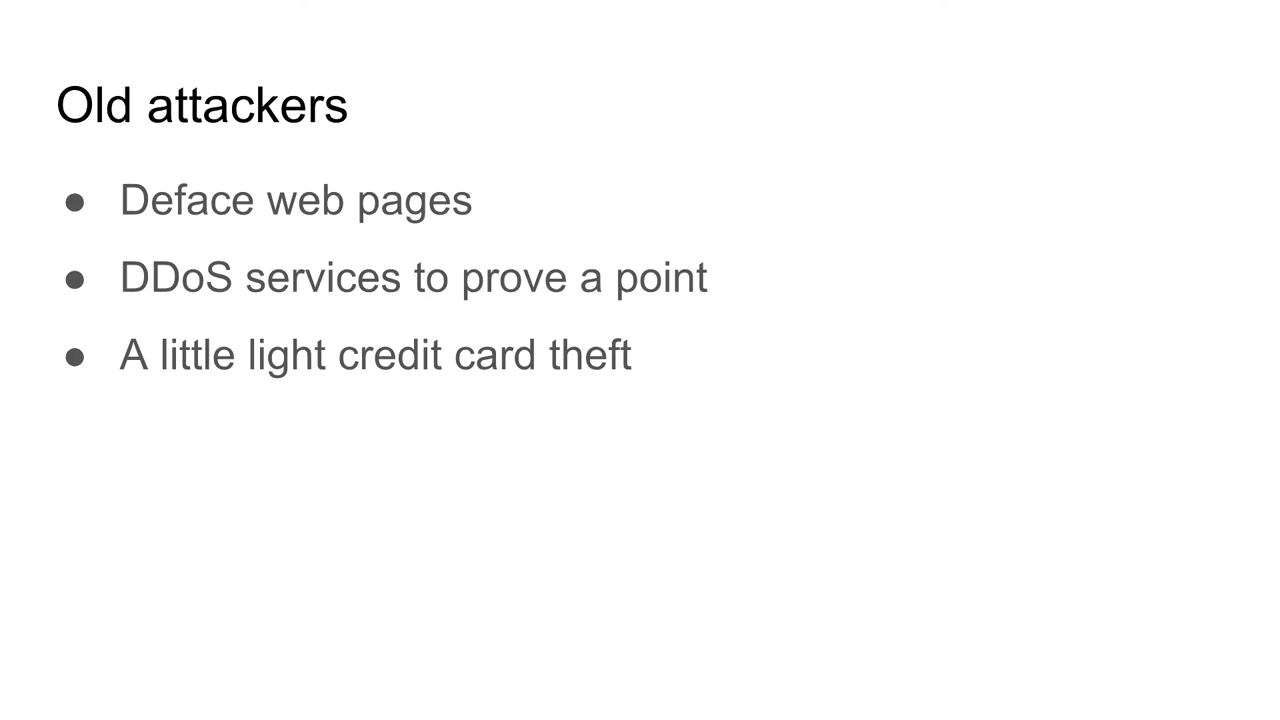 Old attackers
● Deface web pages
● DDoS services to prove a point
● A little light credit card theft